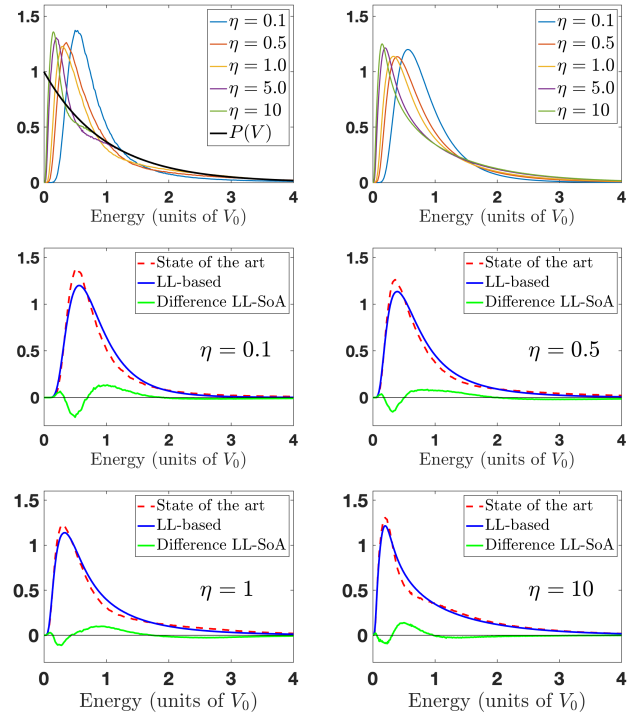 1.5
1
0.5
0
0 1 2 3 4
Energy (units of V₀)
η = 0.1
η = 0.5
η = 1.0
η = 5.0
η = 10
P(V)
1.5
1
0.5
0
0 1 2 3 4
Energy (units of V₀)
η = 0.1
η = 0.5
η = 1.0
η = 5.0
η = 10
1.5
1
0.5
0
0 1 2 3 4
Energy (units of V₀)
State of the art
LL-based
Difference LL-SoA
η = 0.1
1.5
1
0.5
0
0 1 2 3 4
Energy (units of V₀)
State of the art
LL-based
Difference LL-SoA
η = 0.5
1.5
1
0.5
0
0 1 2 3 4
Energy (units of V₀)
State of the art
LL-based
Difference LL-SoA
η = 1
1.5
1
0.5
0
0 1 2 3 4
Energy (units of V₀)
State of the art
LL-based
Difference LL-SoA
η = 10